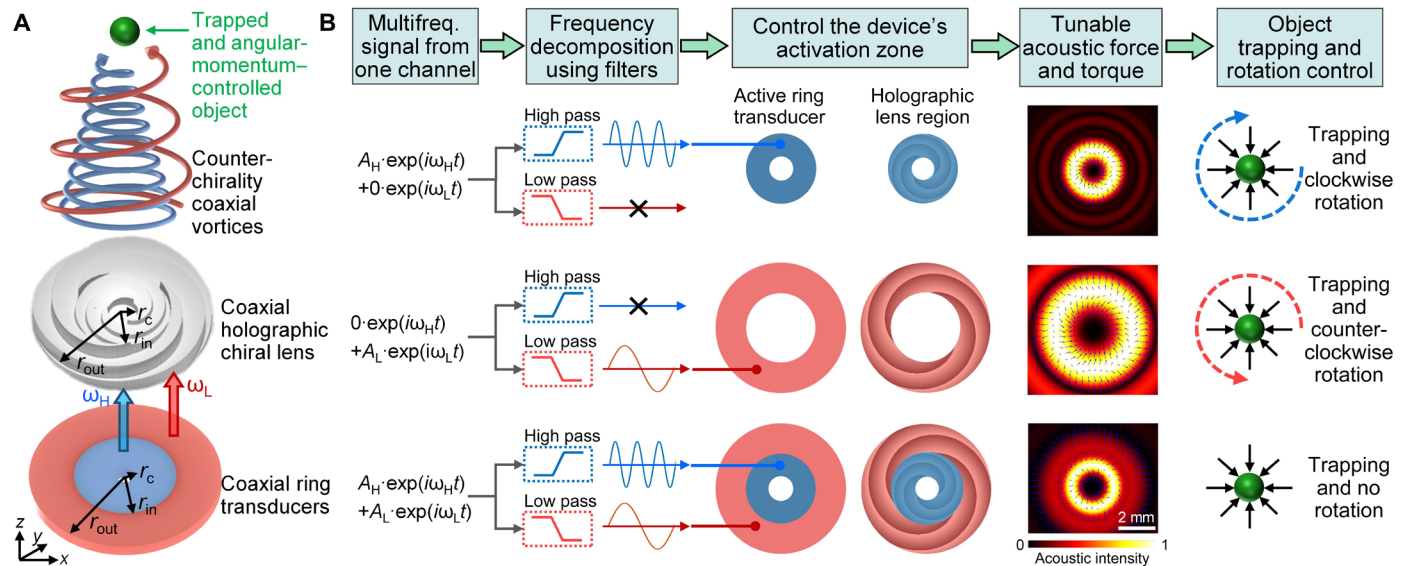 A
Trapped
and angular-
momentum–
controlled
object
Counter-
chirality
coaxial
vortices
Coaxial
holographic
chiral lens
r_c
r_in
r_out
ω_H
ω_L
Coaxial ring
transducers
r_c
r_in
r_out
z
y
x
B
Multifreq.
signal from
one channel
Frequency
decomposition
using filters
Control the device's
activation zone
Tunable
acoustic force
and torque
Object
trapping and
rotation control
Active ring
transducer
Holographic
lens region
A_H·exp(iω_Ht)
+0·exp(iω_Lt)
High pass
Low pass
Trapping
and
clockwise
rotation
0·exp(iω_Ht)
+A_L·exp(iω_Lt)
High pass
Low pass
Trapping
and
counter-
clockwise
rotation
A_H·exp(iω_Ht)
+A_L·exp(iω_Lt)
High pass
Low pass
2 mm
0
1
Acoustic intensity
Trapping
and no
rotation